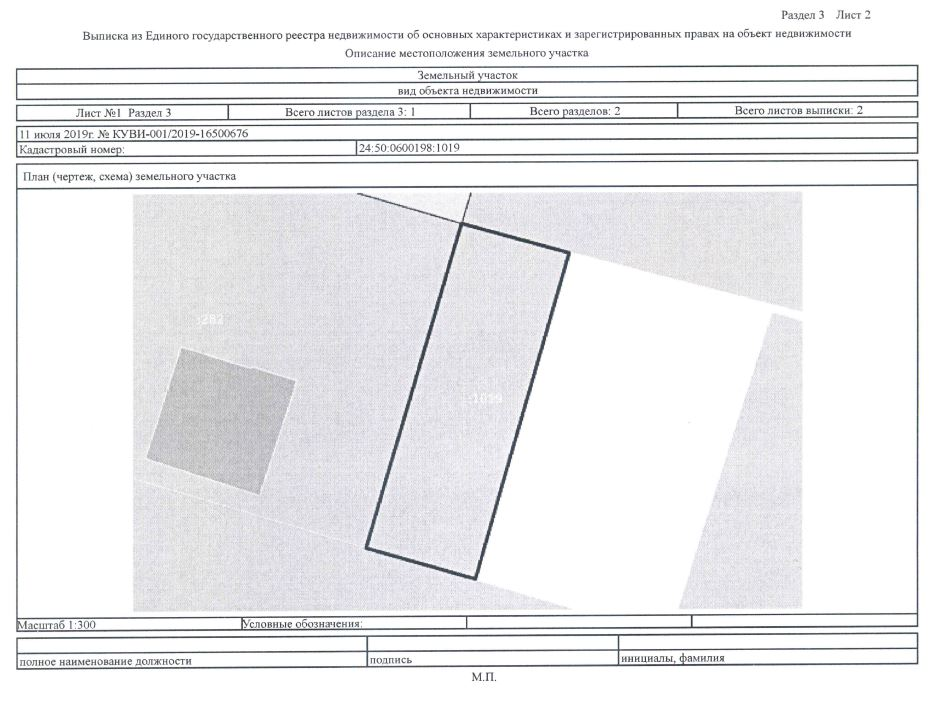 Раздел 3 Лист 2
Выписка из Единого государственного реестра недвижимости об основных характеристиках и зарегистрированных правах на объект недвижимости
Описание местоположения земельного участка
Земельный участок
вид объекта недвижимости
Лист №1 Раздел 3 Всего листов раздела 3: 1 Всего разделов: 2 Всего листов выписки: 2
11 июля 2019г. № КУВИ-001/2019-16500676
Кадастровый номер: 24:50:0600198:1019
План (чертеж, схема) земельного участка
:282
:1019
Масштаб 1:300 Условные обозначения:
полное наименование должности подпись инициалы, фамилия
М.П.